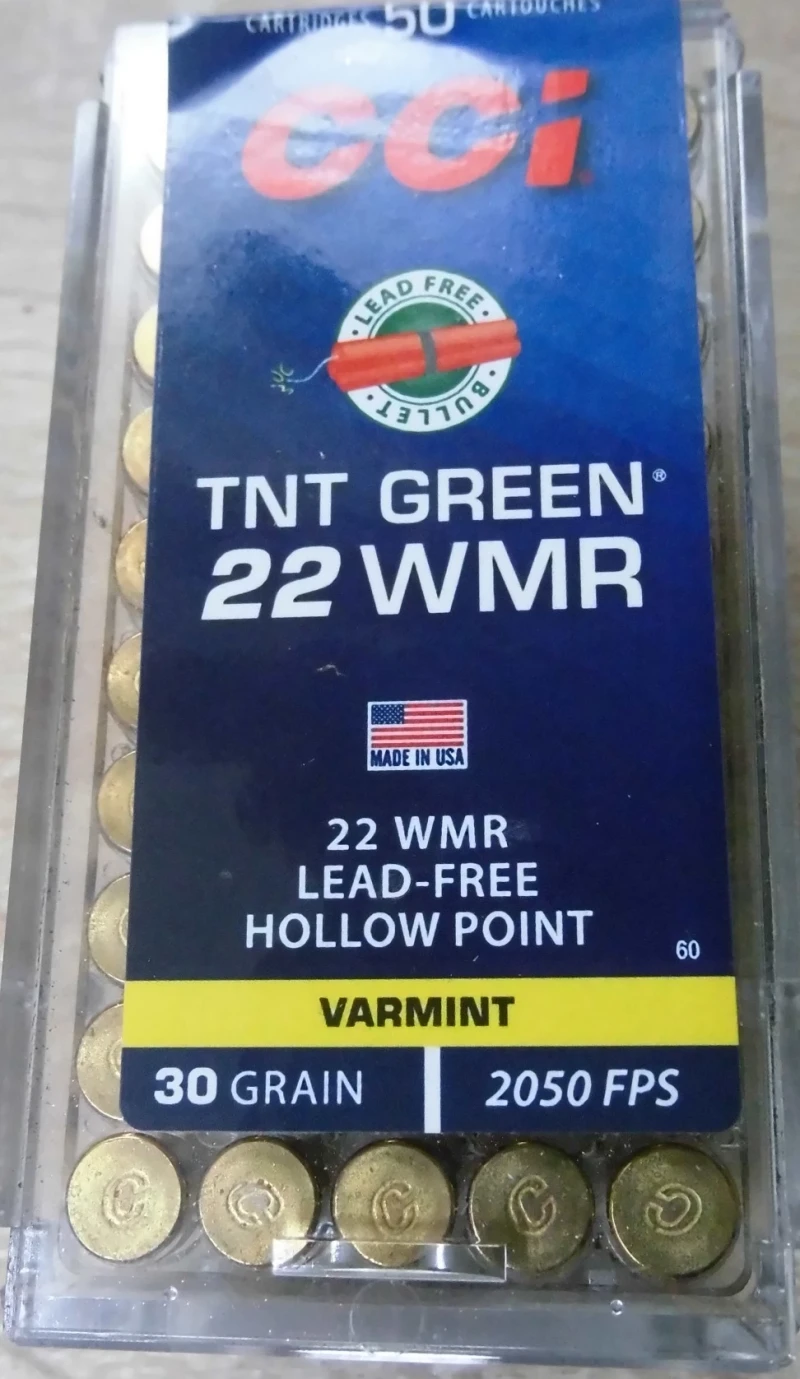 CARTRIDGES 50 CARTOUCHES
CCI
LEAD FREE
BULLET
TNT GREEN®
22 WMR
MADE IN USA
22 WMR
LEAD-FREE
HOLLOW POINT
60
VARMINT
30 GRAIN 2050 FPS
C C C C C